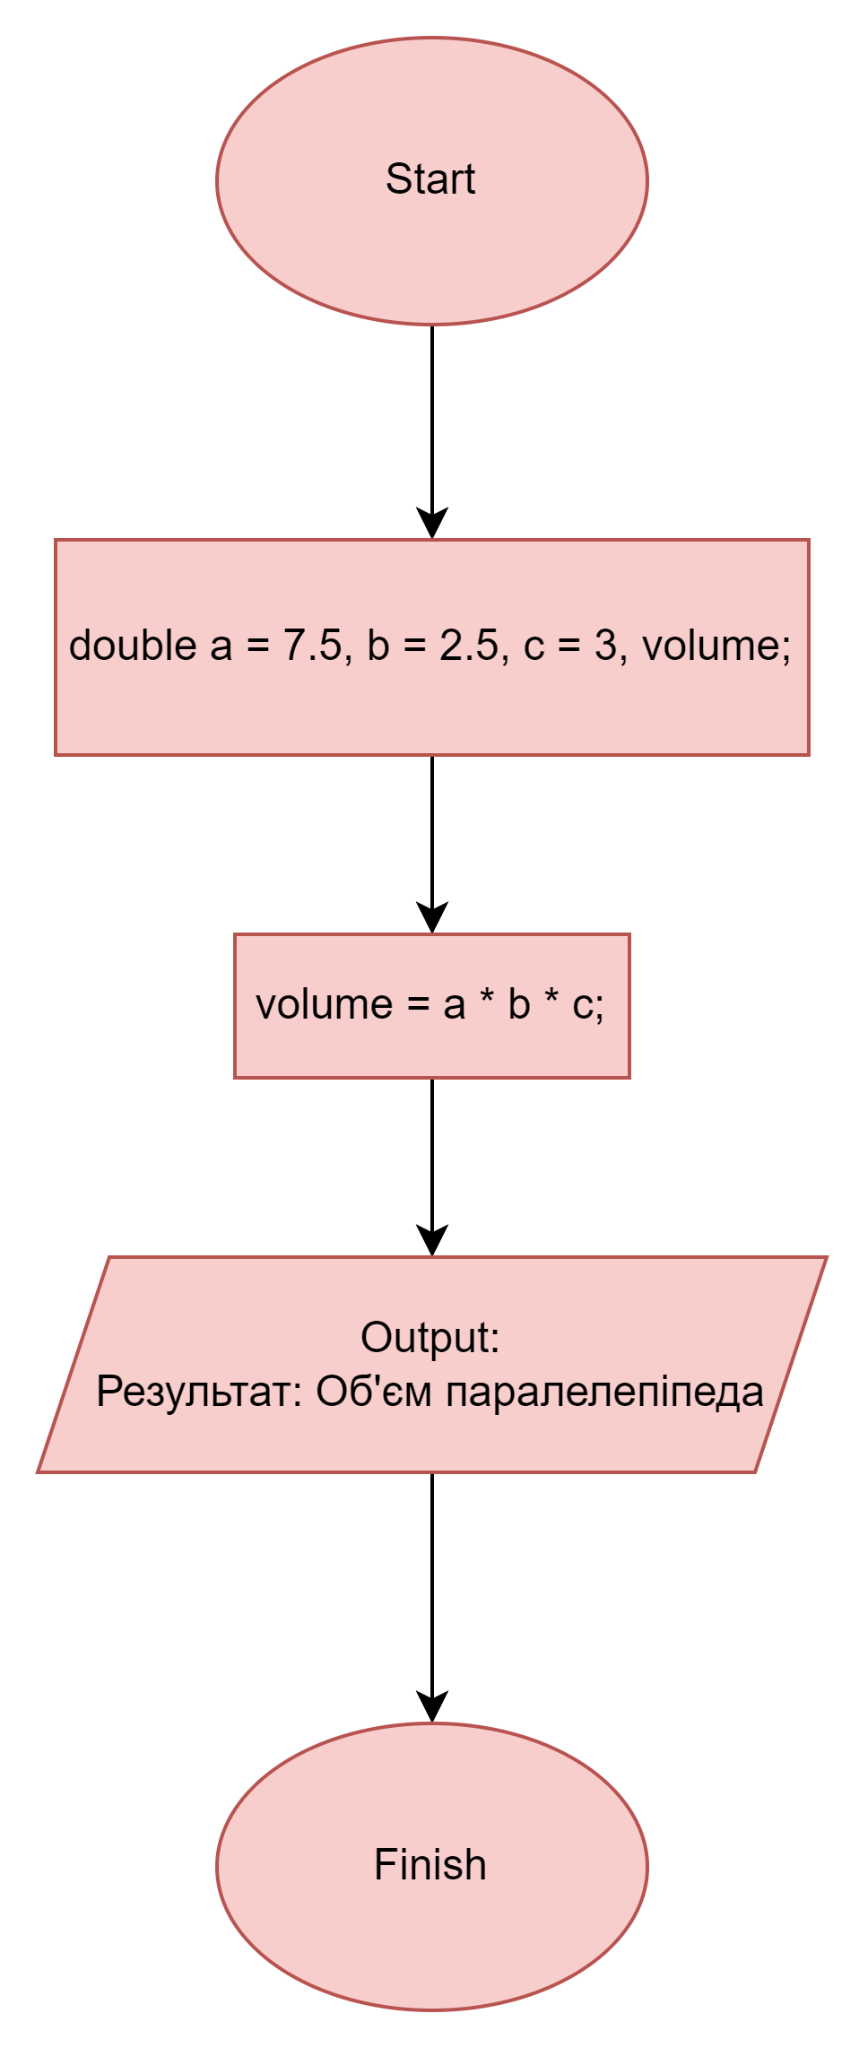 Start
double a = 7.5, b = 2.5, c = 3, volume;
volume = a * b * c;
Output:
Результат: Об'єм паралелепіпеда
Finish